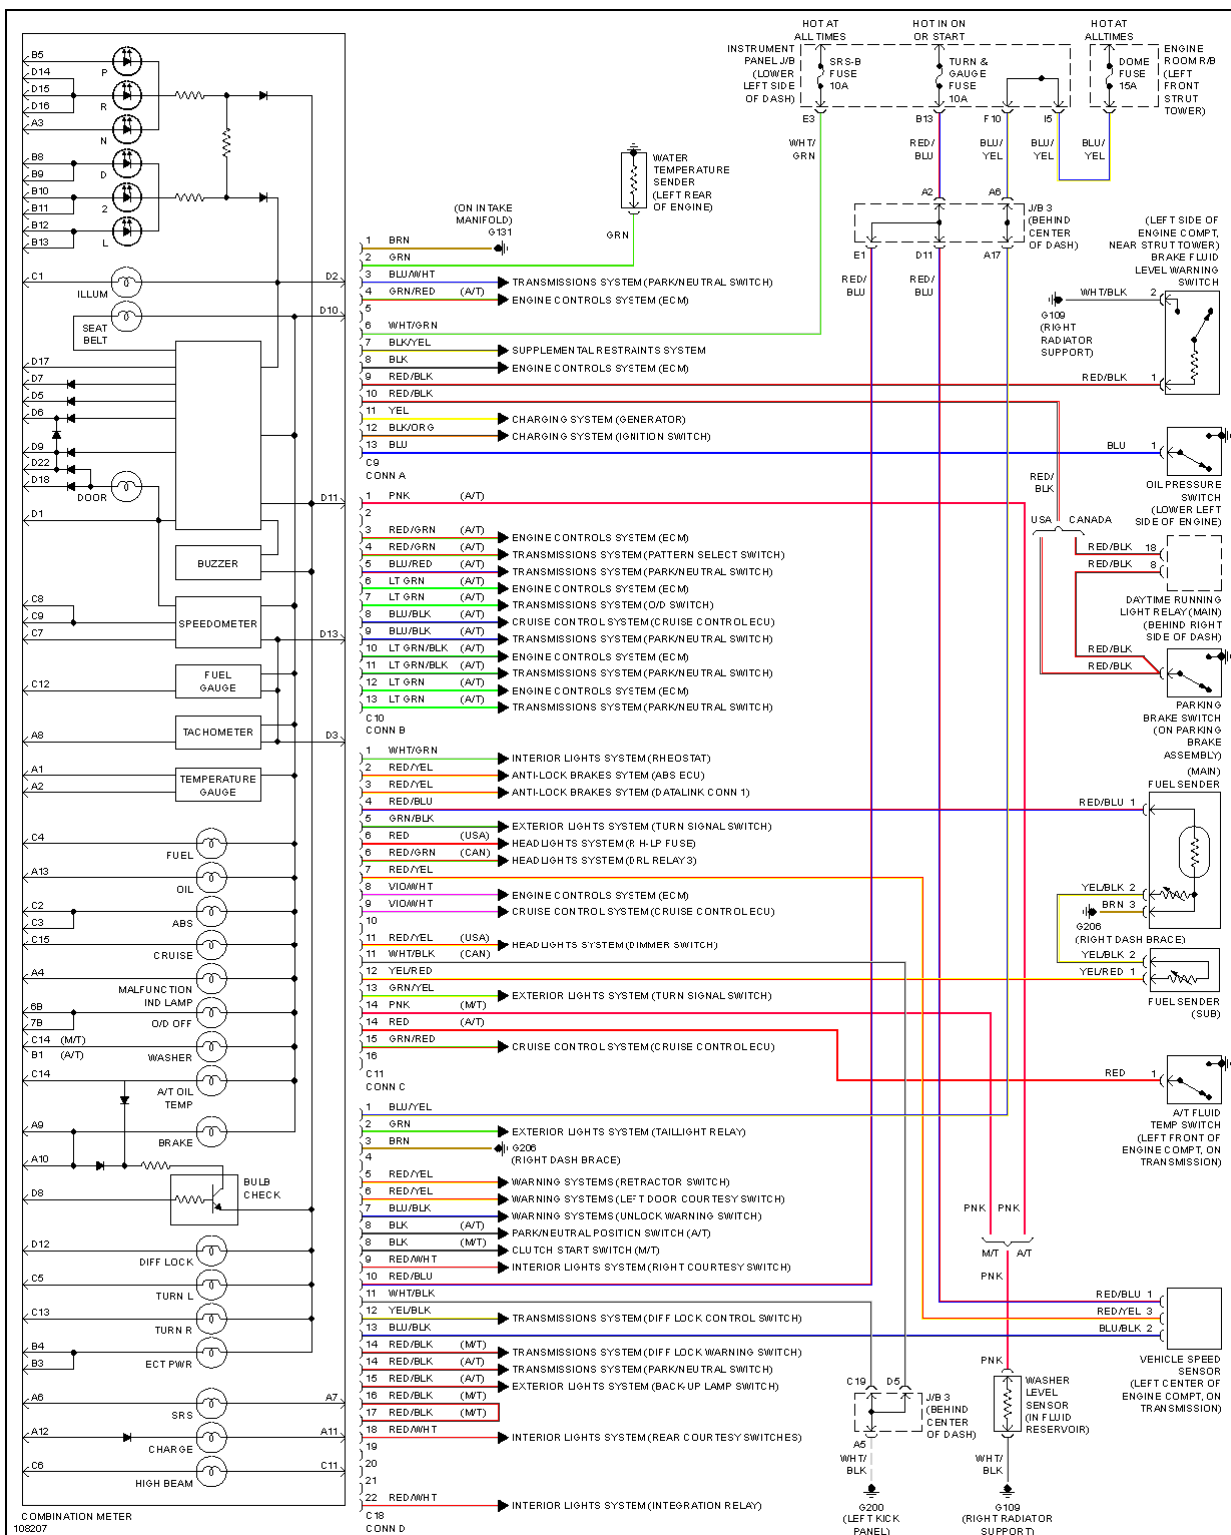 HOT AT
ALL TIMES
HOT IN ON
OR START
HOT AT
ALL TIMES
INSTRUMENT
PANEL J/B
(LOWER
LEFT SIDE
OF DASH)
SRS-B
FUSE
10A
TURN &
GAUGE
FUSE
10A
DOME
FUSE
15A
ENGINE
ROOM R/B
(LEFT
FRONT
STRUT
TOWER)
E3
B13
F10
I5
WHT/
GRN
RED/
BLU
BLU/
YEL
BLU/
YEL
BLU/
YEL
A2
A6
J/B 3
(BEHIND
CENTER
OF DASH)
E1
D11
A17
RED/
BLU
RED/
BLU
WATER
TEMPERATURE
SENDER
(LEFT REAR
OF ENGINE)
GRN
(ON INTAKE
MANIFOLD)
G131
(LEFT SIDE OF
ENGINE COMPT,
NEAR STRUT TOWER)
BRAKE FLUID
LEVEL WARNING
SWITCH
WHT/BLK 2
G109
(RIGHT
RADIATOR
SUPPORT)
RED/BLK 1
BLU 1
OIL PRESSURE
SWITCH
(LOWER LEFT
SIDE OF ENGINE)
RED/
BLK
USA CANADA
RED/BLK 18
RED/BLK 8
DAYTIME RUNNING
LIGHT RELAY (MAIN)
(BEHIND RIGHT
SIDE OF DASH)
RED/BLK
RED/BLK
PARKING
BRAKE SWITCH
(ON PARKING
BRAKE
ASSEMBLY)
(MAIN)
FUEL SENDER
RED/BLU 1
YEL/BLK 2
BRN 3
G206
(RIGHT DASH BRACE)
YEL/BLK 2
YEL/RED 1
FUEL SENDER
(SUB)
RED 1
A/T FLUID
TEMP SWITCH
(LEFT FRONT OF
ENGINE COMPT, ON
TRANSMISSION)
PNK PNK
M/T A/T
PNK
RED/BLU 1
RED/YEL 3
BLU/BLK 2
VEHICLE SPEED
SENSOR
(LEFT CENTER OF
ENGINE COMPT, ON
TRANSMISSION)
PNK
WASHER
LEVEL
SENSOR
(IN FLUID
RESERVOIR)
WHT/
BLK
G109
(RIGHT RADIATOR
SUPPORT)
C19 D5
J/B 3
(BEHIND
CENTER
OF DASH)
A5
WHT/
BLK
G200
(LEFT KICK
PANEL)
1 BRN
2 GRN
3 BLU/WHT TRANSMISSIONS SYSTEM (PARK/NEUTRAL SWITCH)
4 GRN/RED (A/T) ENGINE CONTROLS SYSTEM (ECM)
5
6 WHT/GRN
7 BLK/YEL SUPPLEMENTAL RESTRAINTS SYSTEM
8 BLK ENGINE CONTROLS SYSTEM (ECM)
9 RED/BLK
10 RED/BLK
11 YEL CHARGING SYSTEM (GENERATOR)
12 BLK/ORG CHARGING SYSTEM (IGNITION SWITCH)
13 BLU
C9
CONN A
1 PNK (A/T)
2
3 RED/GRN (A/T) ENGINE CONTROLS SYSTEM (ECM)
4 RED/GRN (A/T) TRANSMISSIONS SYSTEM (PATTERN SELECT SWITCH)
5 BLU/RED (A/T) TRANSMISSIONS SYSTEM (PARK/NEUTRAL SWITCH)
6 LT GRN (A/T) ENGINE CONTROLS SYSTEM (ECM)
7 LT GRN (A/T) TRANSMISSIONS SYSTEM (O/D SWITCH)
8 BLU/BLK (A/T) CRUISE CONTROL SYSTEM (CRUISE CONTROL ECU)
9 BLU/BLK (A/T) TRANSMISSIONS SYSTEM (PARK/NEUTRAL SWITCH)
10 LT GRN/BLK (A/T) ENGINE CONTROLS SYSTEM (ECM)
11 LT GRN/BLK (A/T) TRANSMISSIONS SYSTEM (PARK/NEUTRAL SWITCH)
12 LT GRN (A/T) ENGINE CONTROLS SYSTEM (ECM)
13 LT GRN (A/T) TRANSMISSIONS SYSTEM (PARK/NEUTRAL SWITCH)
C10
CONN B
1 WHT/GRN INTERIOR LIGHTS SYSTEM (RHEOSTAT)
2 RED/YEL ANTI-LOCK BRAKES SYTEM (ABS ECU)
3 RED/YEL ANTI-LOCK BRAKES SYTEM (DATALINK CONN 1)
4 RED/BLU
5 GRN/BLK EXTERIOR LIGHTS SYSTEM (TURN SIGNAL SWITCH)
6 RED (USA) HEADLIGHTS SYSTEM (R H-LP FUSE)
6 RED/GRN (CAN) HEADLIGHTS SYSTEM (DRL RELAY 3)
7 RED/YEL
8 VIO/WHT ENGINE CONTROLS SYSTEM (ECM)
9 VIO/WHT CRUISE CONTROL SYSTEM (CRUISE CONTROL ECU)
10
11 RED/YEL (USA) HEADLIGHTS SYSTEM (DIMMER SWITCH)
11 WHT/BLK (CAN)
12 YEL/RED
13 GRN/YEL EXTERIOR LIGHTS SYSTEM (TURN SIGNAL SWITCH)
14 PNK (M/T)
14 RED (A/T)
15 GRN/RED CRUISE CONTROL SYSTEM (CRUISE CONTROL ECU)
16
C11
CONN C
1 BLU/YEL
2 GRN EXTERIOR LIGHTS SYSTEM (TAILLIGHT RELAY)
3 BRN G206
4 (RIGHT DASH BRACE)
5 RED/YEL WARNING SYSTEMS (RETRACTOR SWITCH)
6 RED/YEL WARNING SYSTEMS (LEFT DOOR COURTESY SWITCH)
7 BLU/BLK WARNING SYSTEMS (UNLOCK WARNING SWITCH)
8 BLK (A/T) PARK/NEUTRAL POSITION SWITCH (A/T)
8 BLK (M/T) CLUTCH START SWITCH (M/T)
9 RED/WHT INTERIOR LIGHTS SYSTEM (RIGHT COURTESY SWITCH)
10 RED/BLU
11 WHT/BLK
12 YEL/BLK TRANSMISSIONS SYSTEM (DIFF LOCK CONTROL SWITCH)
13 BLU/BLK
14 RED/BLK (M/T) TRANSMISSIONS SYSTEM (DIFF LOCK WARNING SWITCH)
14 RED/BLK (A/T) TRANSMISSIONS SYSTEM (PARK/NEUTRAL SWITCH)
15 RED/BLK (A/T) EXTERIOR LIGHTS SYSTEM (BACK-UP LAMP SWITCH)
16 RED/BLK (M/T)
17 RED/BLK (M/T)
18 RED/WHT INTERIOR LIGHTS SYSTEM (REAR COURTESY SWITCHES)
19
20
21
22 RED/WHT INTERIOR LIGHTS SYSTEM (INTEGRATION RELAY)
C18
CONN D
B5
P
D14
D15
R
D16
A3
N
B8
D
B9
B10
2
B11
B12
L
B13
C1
ILLUM
D2
SEAT
BELT
D10
D17
D7
D5
D6
D9
D22
D18
DOOR
D11
D1
BUZZER
C8
C9
SPEEDOMETER
C7
D13
FUEL
GAUGE
C12
TACHOMETER
A8
D3
A1
TEMPERATURE
GAUGE
A2
C4
FUEL
A13
OIL
C2
C3
ABS
C15
CRUISE
A4
MALFUNCTION
IND LAMP
6B
O/D OFF
7B
C14 (M/T)
B1 (A/T)
WASHER
C14
A/T OIL
TEMP
A9
BRAKE
A10
BULB
CHECK
D8
D12
DIFF LOCK
C5
TURN L
C13
TURN R
B4
B3
ECT PWR
A6
SRS
A7
A12
CHARGE
A11
C6
HIGH BEAM
C11
COMBINATION METER
108207